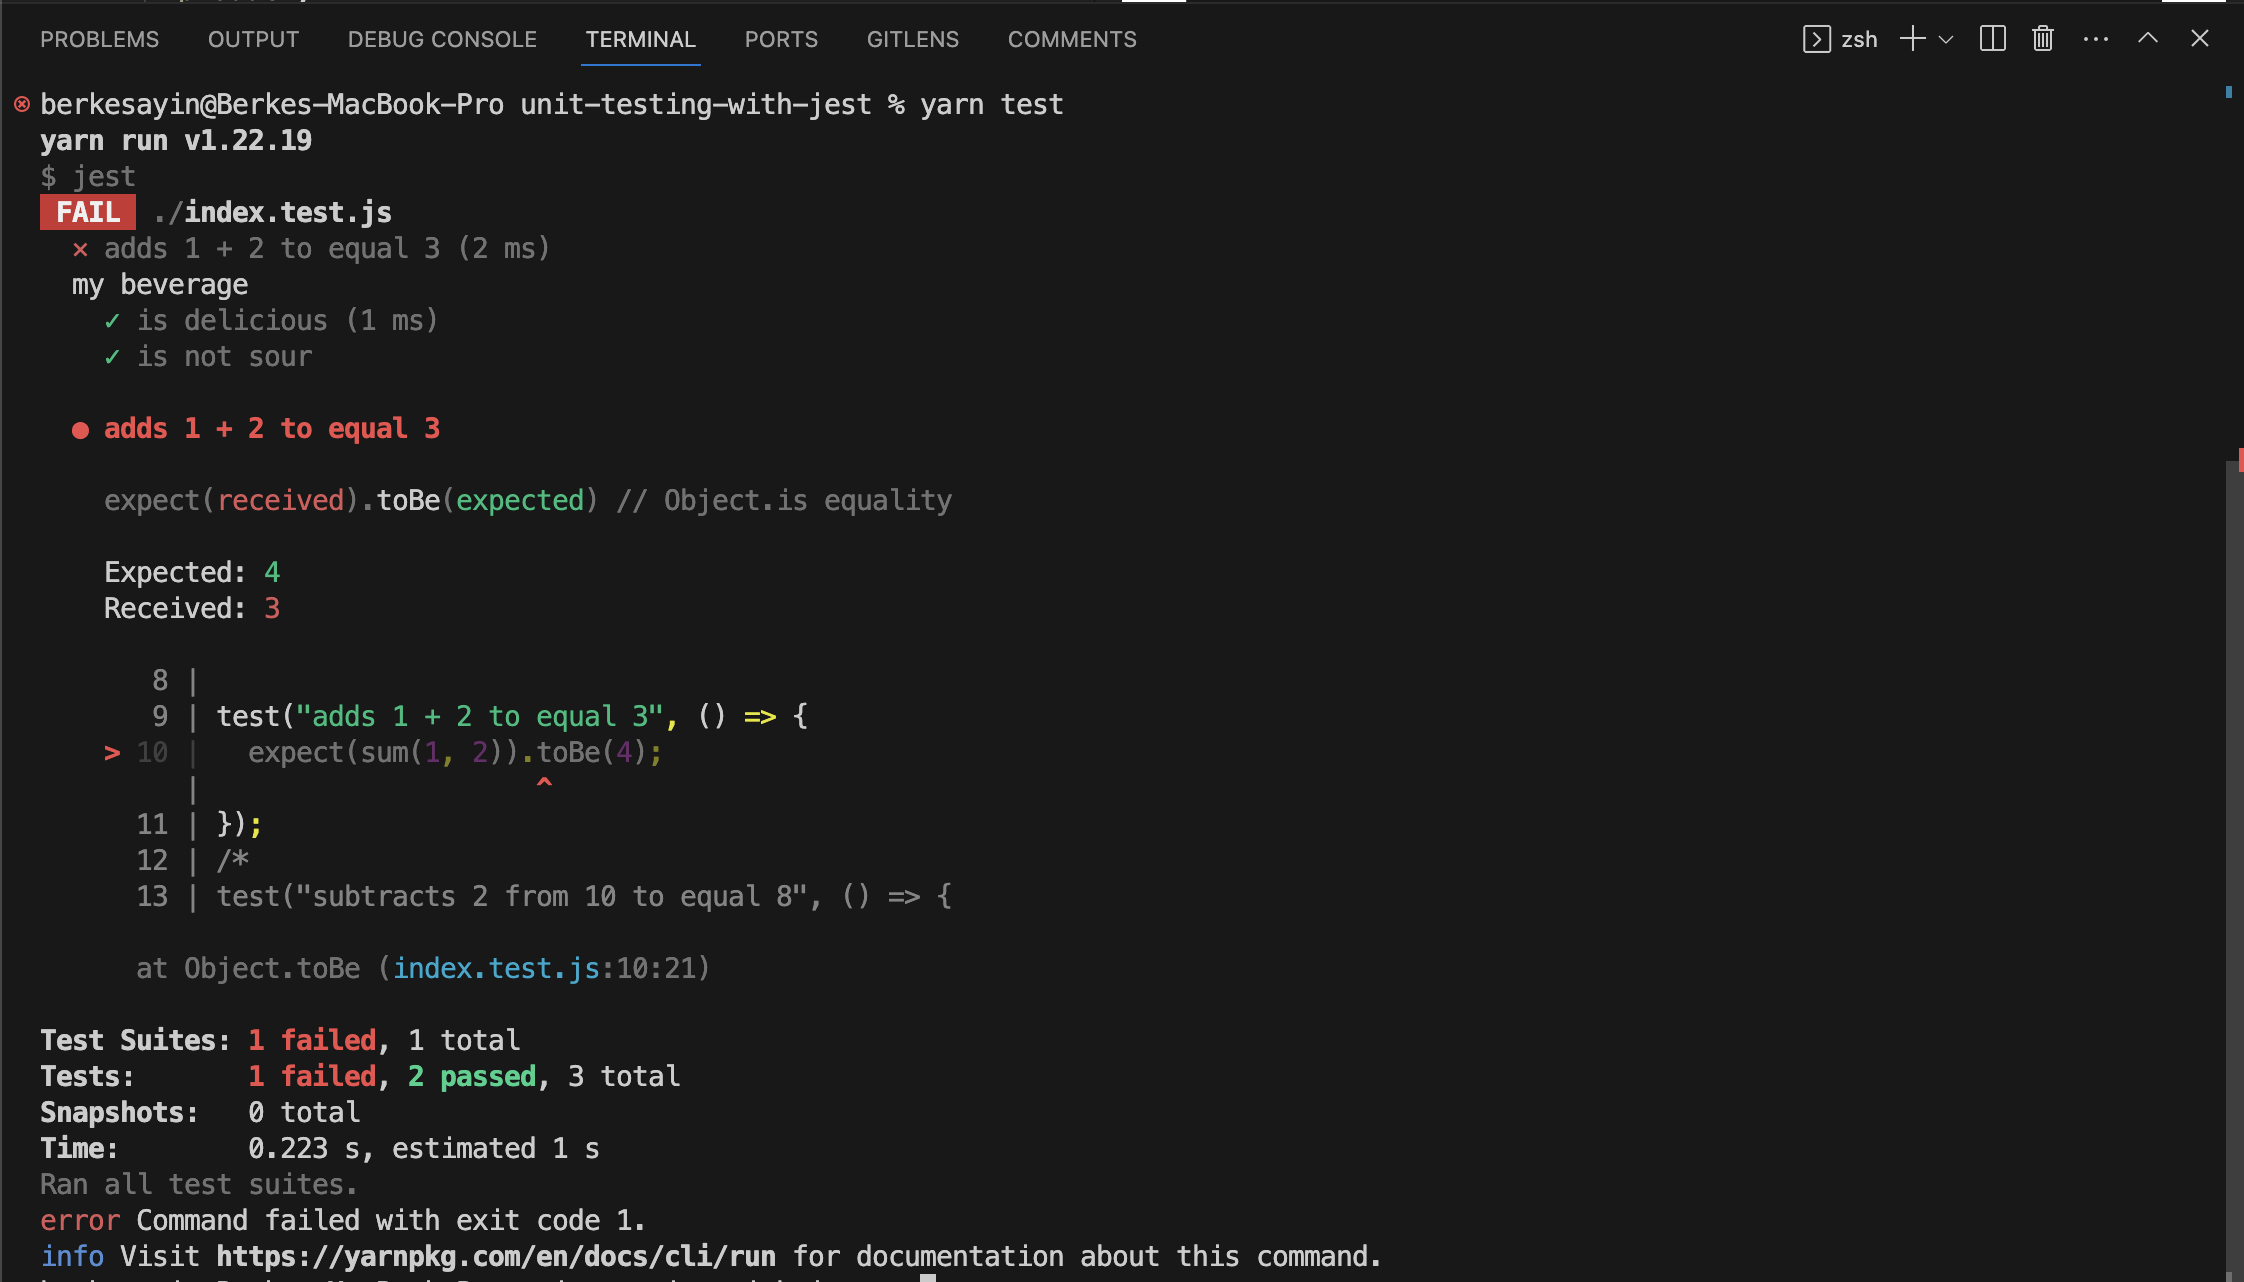 PROBLEMS OUTPUT DEBUG CONSOLE TERMINAL PORTS GITLENS COMMENTS zsh
berkesayin@Berkes-MacBook-Pro unit-testing-with-jest % yarn test
yarn run v1.22.19
$ jest
FAIL ./index.test.js
✕ adds 1 + 2 to equal 3 (2 ms)
my beverage
✓ is delicious (1 ms)
✓ is not sour
● adds 1 + 2 to equal 3
expect(received).toBe(expected) // Object.is equality
Expected: 4
Received: 3
8 |
9 | test("adds 1 + 2 to equal 3", () => {
> 10 |   expect(sum(1, 2)).toBe(4);
|                     ^
11 | });
12 | /*
13 | test("subtracts 2 from 10 to equal 8", () => {
at Object.toBe (index.test.js:10:21)
Test Suites: 1 failed, 1 total
Tests:       1 failed, 2 passed, 3 total
Snapshots:   0 total
Time:        0.223 s, estimated 1 s
Ran all test suites.
error Command failed with exit code 1.
info Visit https://yarnpkg.com/en/docs/cli/run for documentation about this command.